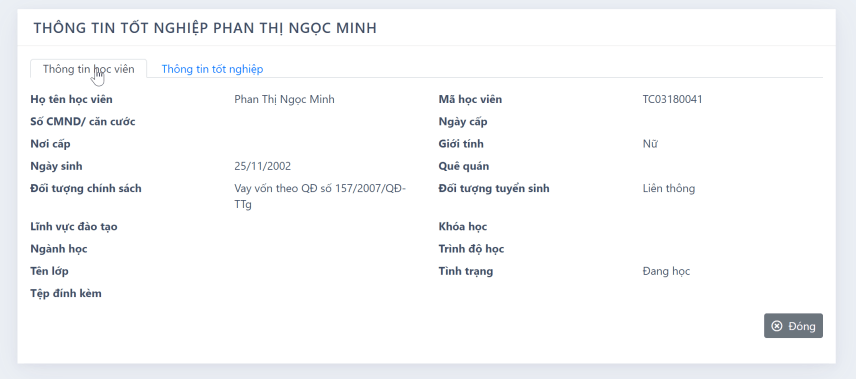 THÔNG TIN TỐT NGHIỆP PHAN THỊ NGỌC MINH
Thông tin học viên Thông tin tốt nghiệp
Họ tên học viên Phan Thị Ngọc Minh Mã học viên TC03180041
Số CMND/ căn cước Ngày cấp
Nơi cấp Giới tính Nữ
Ngày sinh 25/11/2002 Quê quán
Đối tượng chính sách Vay vốn theo QĐ số 157/2007/QĐ- Đối tượng tuyển sinh Liên thông
TTg
Lĩnh vực đào tạo Khóa học
Ngành học Trình độ học
Tên lớp Tình trạng Đang học
Tệp đính kèm
Đóng